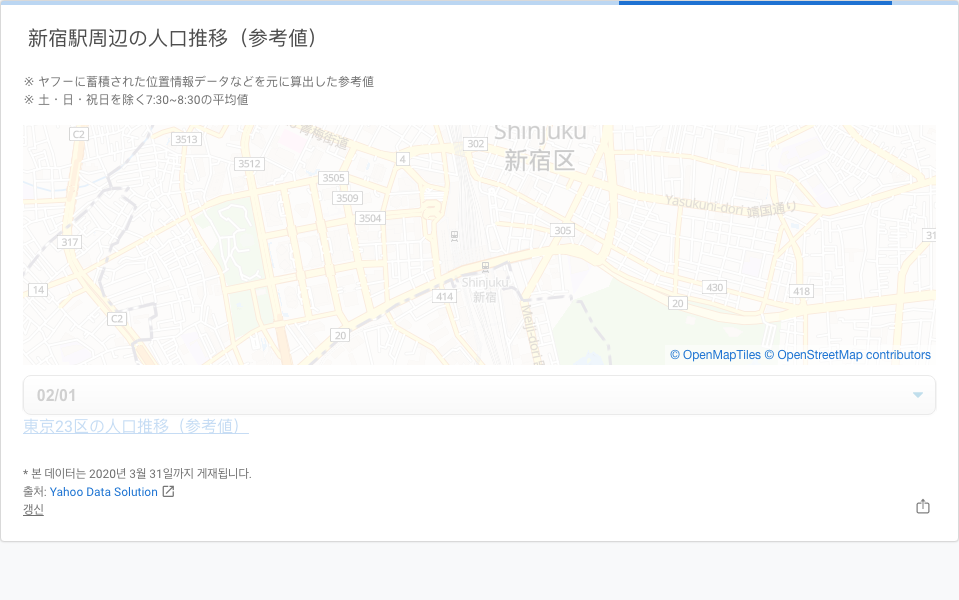 新宿駅周辺の人口推移（参考値）
※ ヤフーに蓄積された位置情報データなどを元に算出した参考値
※ 土・日・祝日を除く7:30~8:30の平均値
C2
3513
青梅街道
302
Shinjuku
新宿区
4
3512
3505
3509
3504
Yasukuni-dori 靖国通り
305
317
31
Shinjuku
新宿
14
414
430
418
20
C2
20
Meiji-dori
© OpenMapTiles © OpenStreetMap contributors
02/01
東京23区の人口推移（参考値）
* 본 데이터는 2020년 3월 31일까지 게재됩니다.
출처: Yahoo Data Solution
갱신